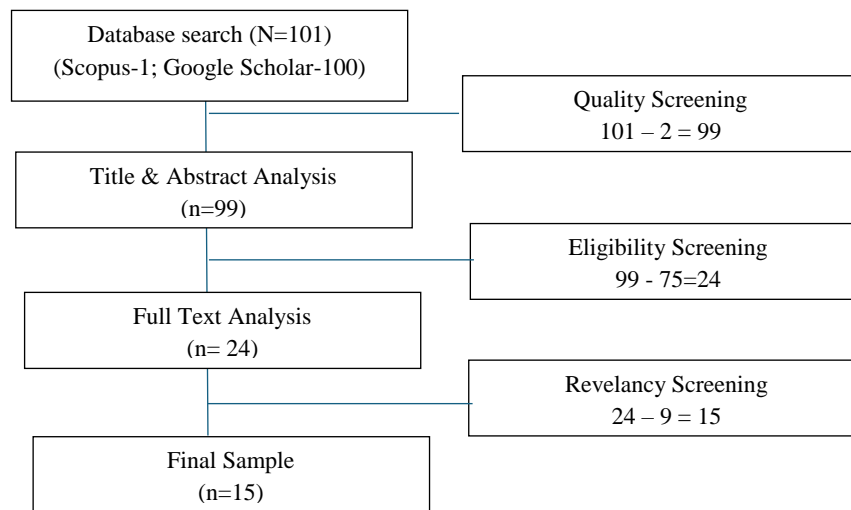 Database search (N=101)
(Scopus-1; Google Scholar-100)
Quality Screening
101 – 2 = 99
Title & Abstract Analysis
(n=99)
Eligibility Screening
99 - 75=24
Full Text Analysis
(n= 24)
Revelancy Screening
24 – 9 = 15
Final Sample
(n=15)